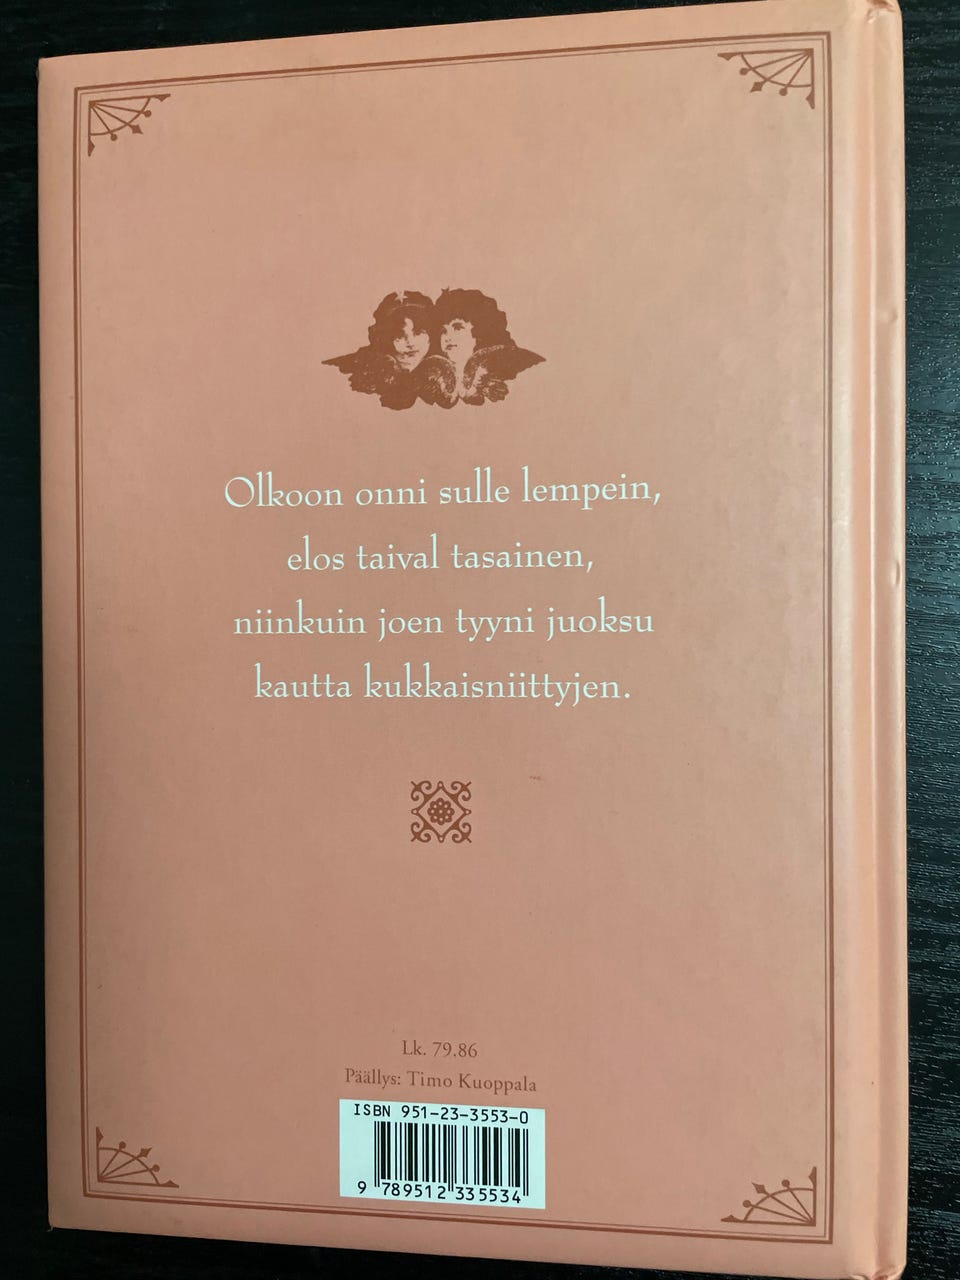 Olkoon onni sulle lempein,
elos taival tasainen,
niinkuin joen tyyni juoksu
kautta kukkaisniittyjen.
Lk. 79.86
Päällys: Timo Kuoppala
ISBN 951-23-3553-0
9 789512 335534